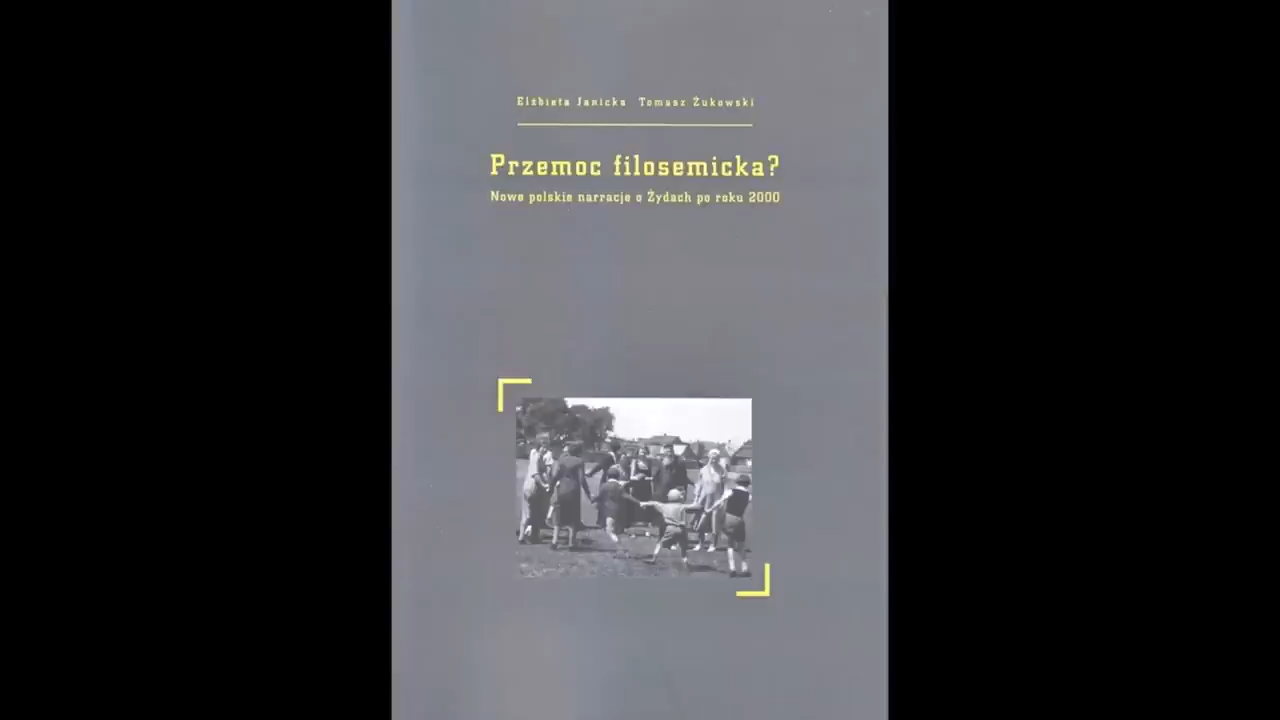 Elżbieta Janicka Tomasz Żukowski
Przemoc filosemicka?
Nowe polskie narracje o Żydach po roku 2000